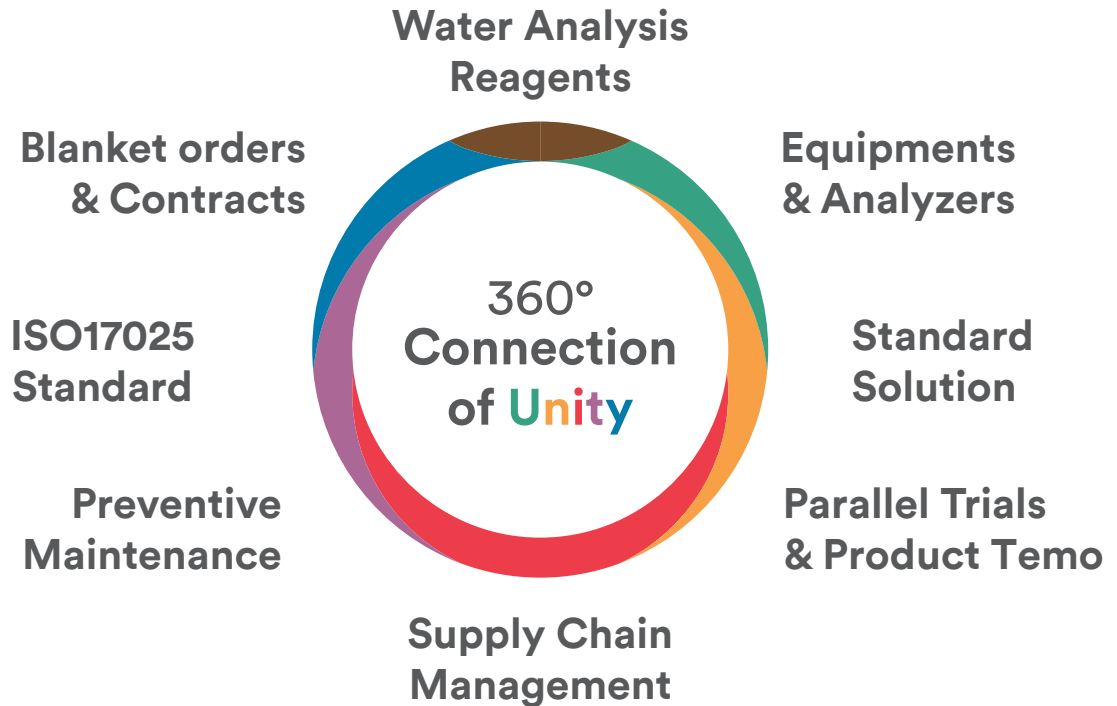 Water Analysis
Reagents
Equipments
& Analyzers
Standard
Solution
Parallel Trials
& Product Temo
Supply Chain
Management
Preventive
Maintenance
ISO17025
Standard
Blanket orders
& Contracts
360°
Connection
of Unity